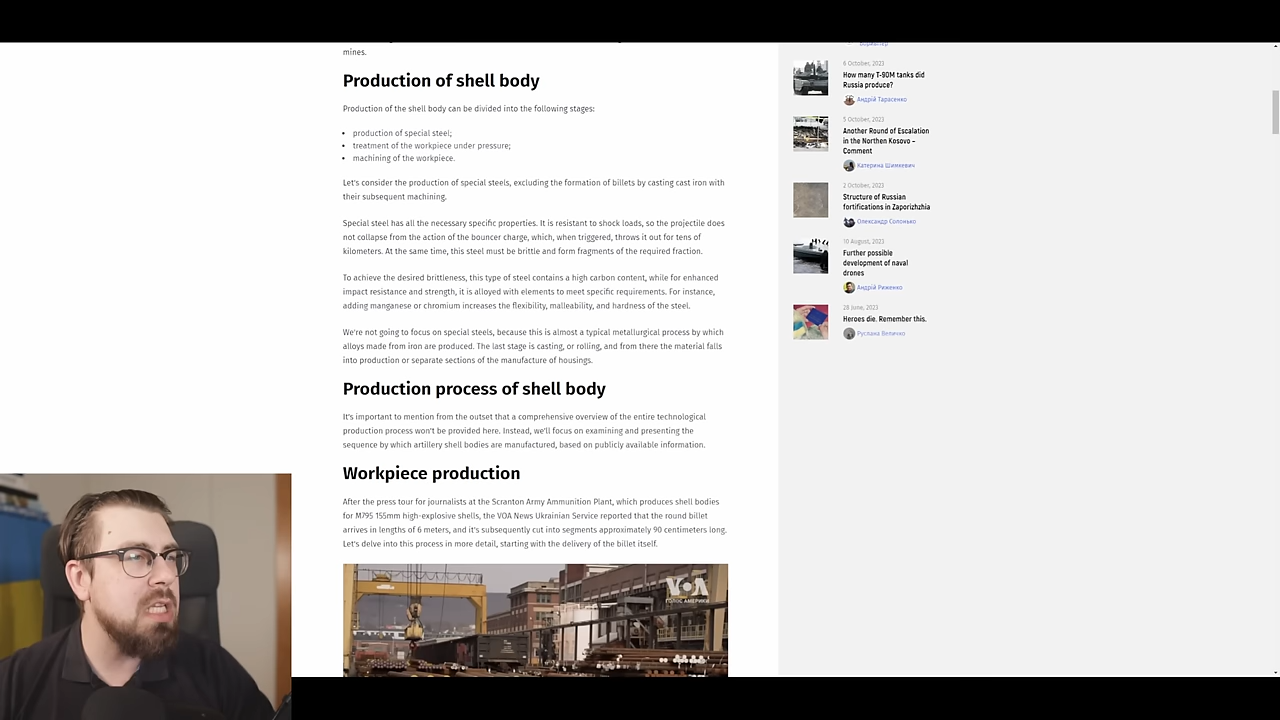 mines.
Production of shell body
Production of the shell body can be divided into the following stages:
• production of special steel;
• treatment of the workpiece under pressure;
• machining of the workpiece.
Let's consider the production of special steels, excluding the formation of billets by casting cast iron with
their subsequent machining.
Special steel has all the necessary specific properties. It is resistant to shock loads, so the projectile does
not collapse from the action of the bouncer charge, which, when triggered, throws it out for tens of
kilometers. At the same time, this steel must be brittle and form fragments of the required fraction.
To achieve the desired brittleness, this type of steel contains a high carbon content, while for enhanced
impact resistance and strength, it is alloyed with elements to meet specific requirements. For instance,
adding manganese or chromium increases the flexibility, malleability, and hardness of the steel.
We're not going to focus on special steels, because this is almost a typical metallurgical process by which
alloys made from iron are produced. The last stage is casting, or rolling, and from there the material falls
into production or separate sections of the manufacture of housings.
Production process of shell body
It's important to mention from the outset that a comprehensive overview of the entire technological
production process won't be provided here. Instead, we'll focus on examining and presenting the
sequence by which artillery shell bodies are manufactured, based on publicly available information.
Workpiece production
After the press tour for journalists at the Scranton Army Ammunition Plant, which produces shell bodies
for M795 155mm high-explosive shells, the VOA News Ukrainian Service reported that the round billet
arrives in lengths of 6 meters, and it's subsequently cut into segments approximately 90 centimeters long.
Let's delve into this process in more detail, starting with the delivery of the billet itself.
VOA
ГОЛОС АМЕРИКИ
6 October, 2023
How many T-90M tanks did
Russia produce?
Андрій Тарасенко
5 October, 2023
Another Round of Escalation
in the Northen Kosovo –
Comment
Катерина Шимкевич
2 October, 2023
Structure of Russian
fortifications in Zaporizhzhia
Олександр Солонько
10 August, 2023
Further possible
development of naval
drones
Андрій Риженко
28 June, 2023
Heroes die. Remember this.
Руслана Величко